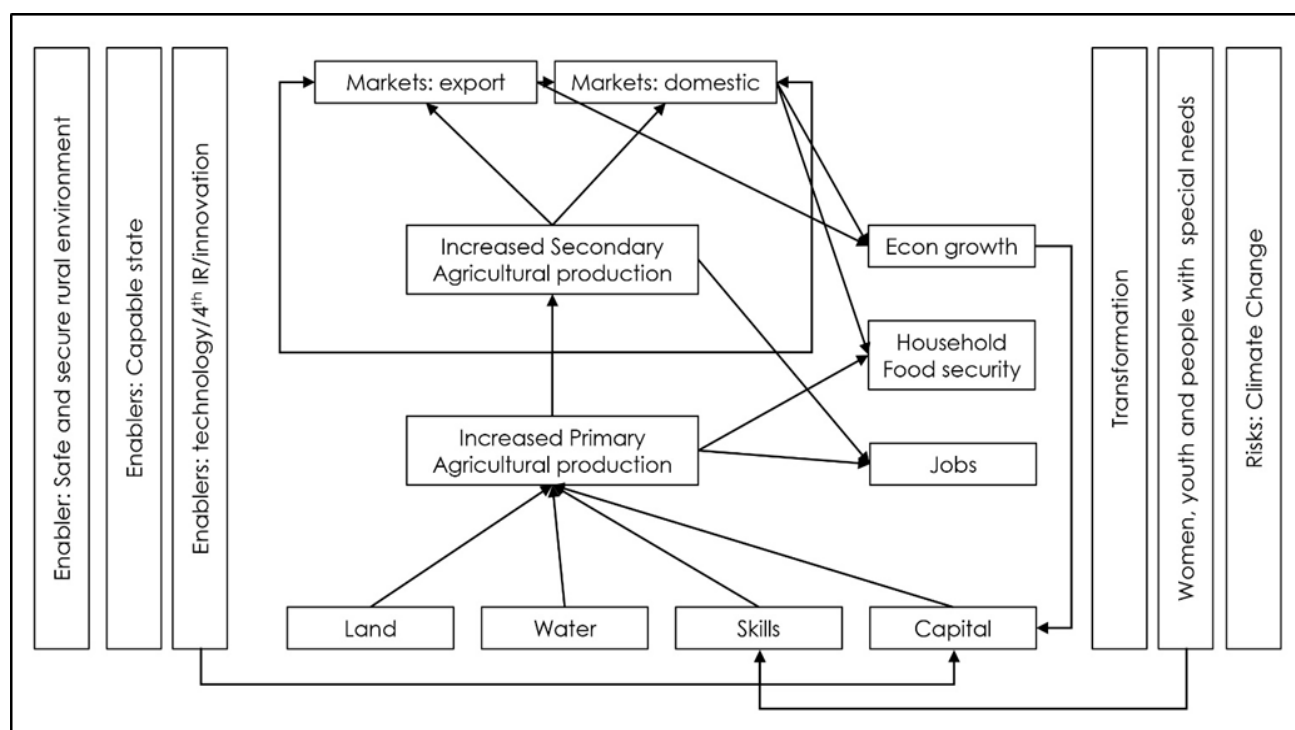 Enabler: Safe and secure rural environment
Enablers: Capable state
Enablers: technology/4th IR/innovation
Markets: export
Markets: domestic
Increased Secondary
Agricultural production
Econ growth
Household
Food security
Increased Primary
Agricultural production
Jobs
Land
Water
Skills
Capital
Transformation
Women, youth and people with special needs
Risks: Climate Change